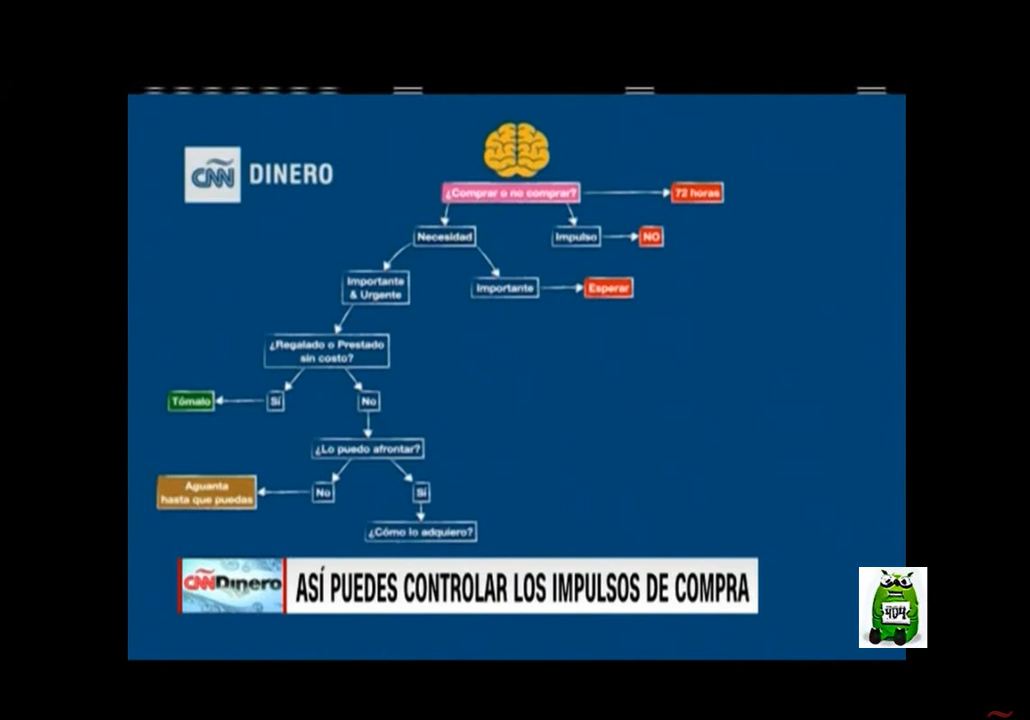 CNN DINERO
¿Comprar o no comprar?
72 horas
Necesidad
Impulso
NO
Importante
& Urgente
Importante
Esperar
¿Regalado o Prestado
sin costo?
Tómalo
Sí
No
¿Lo puedo afrontar?
Aguanta
hasta que puedas
No
Sí
¿Cómo lo adquiero?
CNN Dinero
ASÍ PUEDES CONTROLAR LOS IMPULSOS DE COMPRA
404